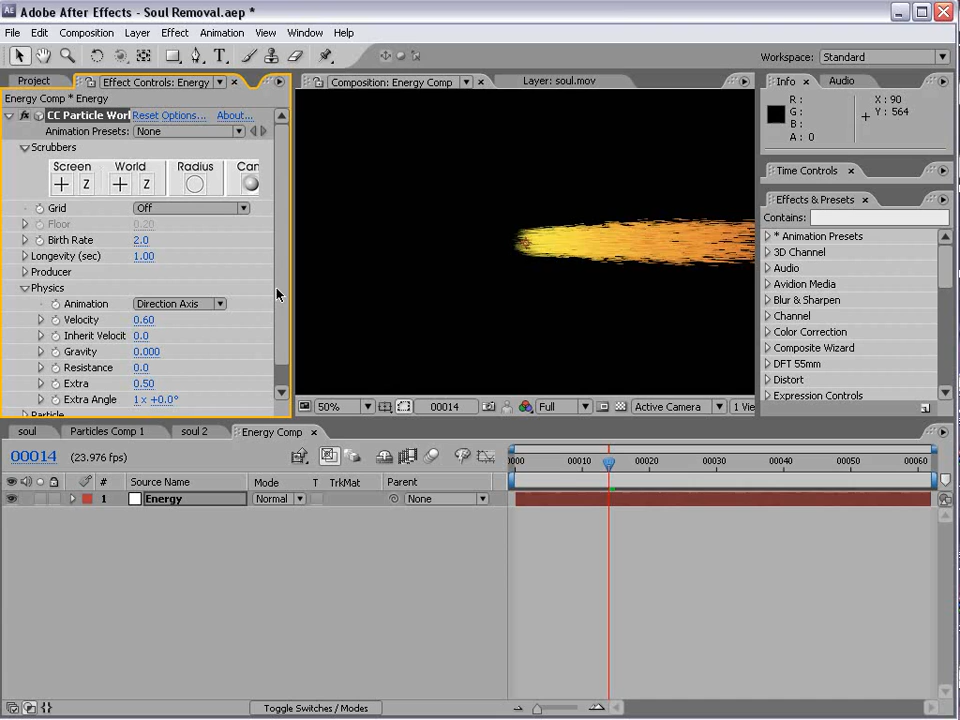 Adobe After Effects - Soul Removal.aep *
File Edit Composition Layer Effect Animation View Window Help
Workspace: Standard
Project Effect Controls: Energy
Energy Comp * Energy
CC Particle Worl Reset Options... About...
Animation Presets: None
Scrubbers
Screen World Radius Can
Z Z
Grid Off
Floor 0.20
Birth Rate 2.0
Longevity (sec) 1.00
Producer
Physics
Animation Direction Axis
Velocity 0.60
Inherit Velocit 0.0
Gravity 0.000
Resistance 0.0
Extra 0.50
Extra Angle 1 x +0.0°
Particle
Composition: Energy Comp Layer: soul.mov
50% 00014 Full Active Camera 1 Vie
Info Audio
R: X: 90
G: Y: 564
B:
A: 0
Time Controls
Effects & Presets
Contains:
* Animation Presets
3D Channel
Audio
Avidion Media
Blur & Sharpen
Channel
Color Correction
Composite Wizard
DFT 55mm
Distort
Expression Controls
soul Particles Comp 1 soul 2 Energy Comp
00014 (23.976 fps)
0000 00010 00020 00030 00040 00050 00060
# Source Name Mode T TrkMat Parent
1 Energy Normal None
Toggle Switches / Modes